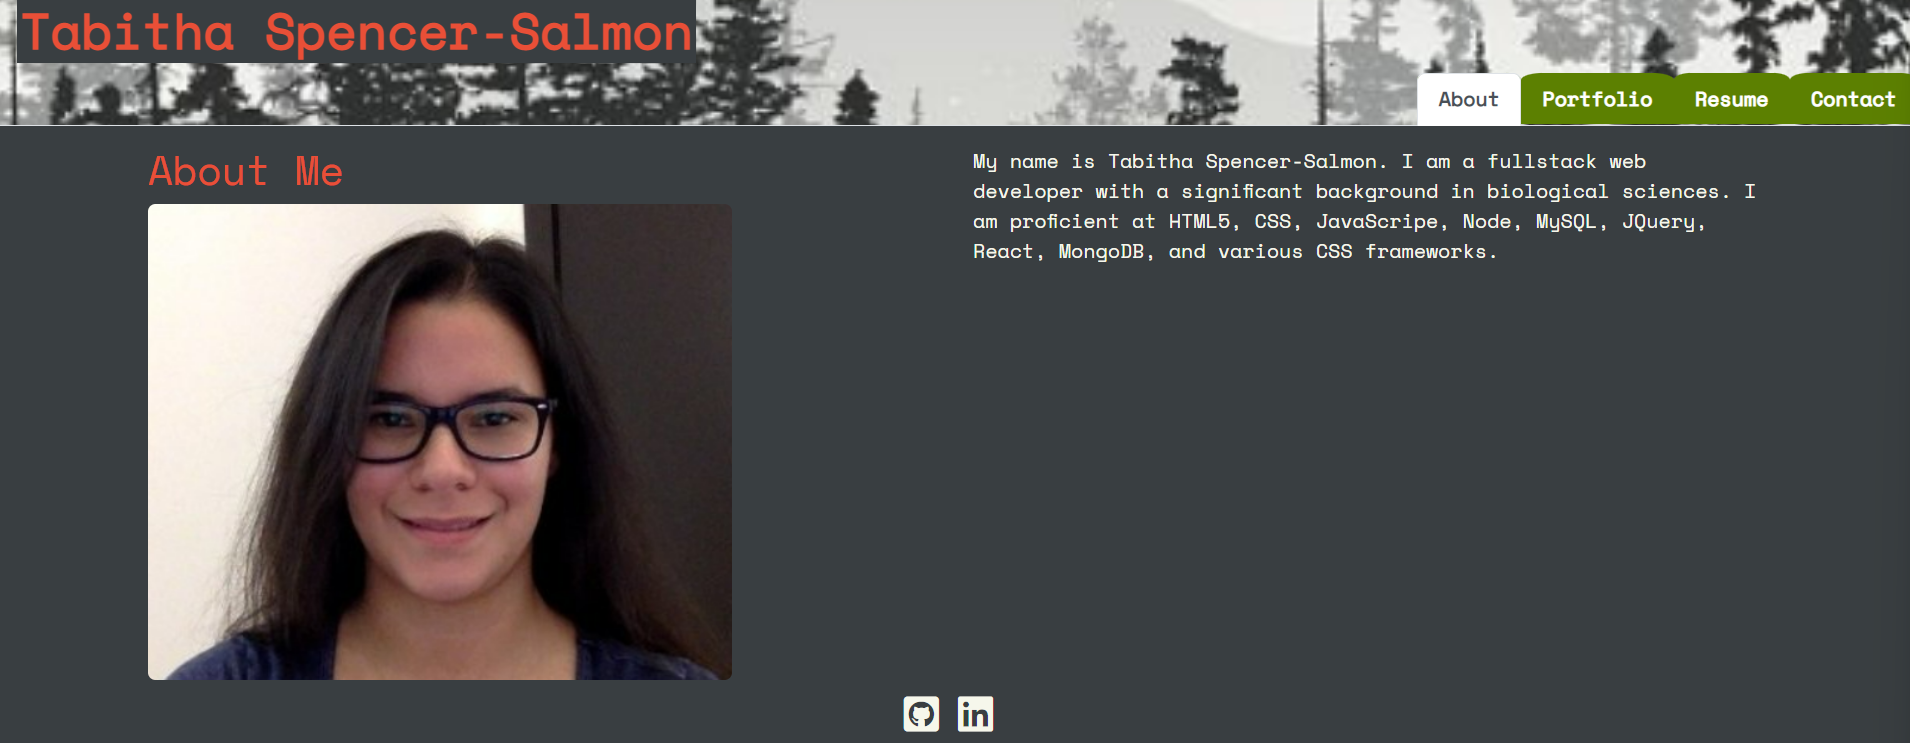 Tabitha Spencer-Salmon
About Portfolio Resume Contact
About Me
My name is Tabitha Spencer-Salmon. I am a fullstack web
developer with a significant background in biological sciences. I
am proficient at HTML5, CSS, JavaScripe, Node, MySQL, JQuery,
React, MongoDB, and various CSS frameworks.
in